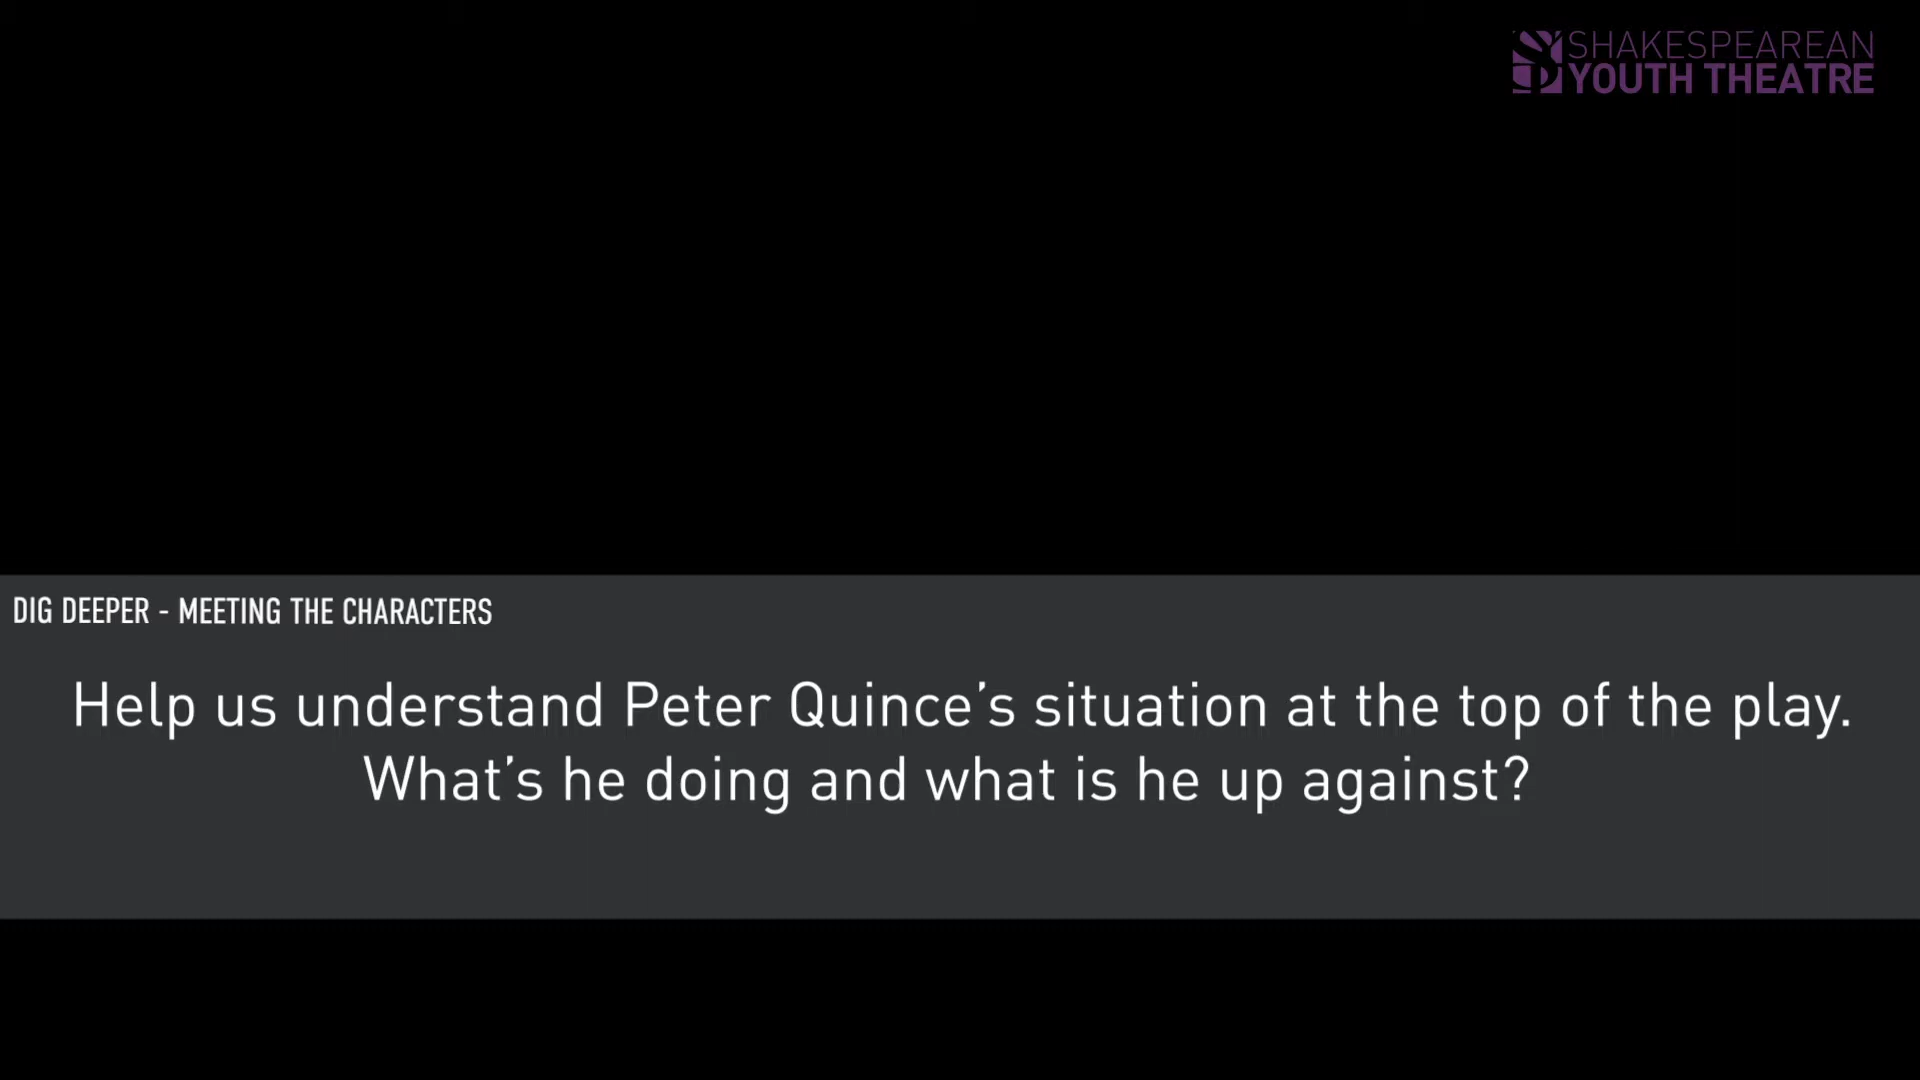 SHAKESPEAREAN
YOUTH THEATRE
DIG DEEPER - MEETING THE CHARACTERS
Help us understand Peter Quince’s situation at the top of the play.
What’s he doing and what is he up against?